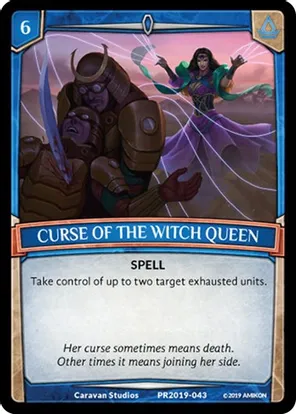 6
CURSE OF THE WITCH QUEEN
SPELL
Take control of up to two target exhausted units.
Her curse sometimes means death.
Other times it means joining her side.
Caravan Studios PR2019-043 ©2019 AMIKON